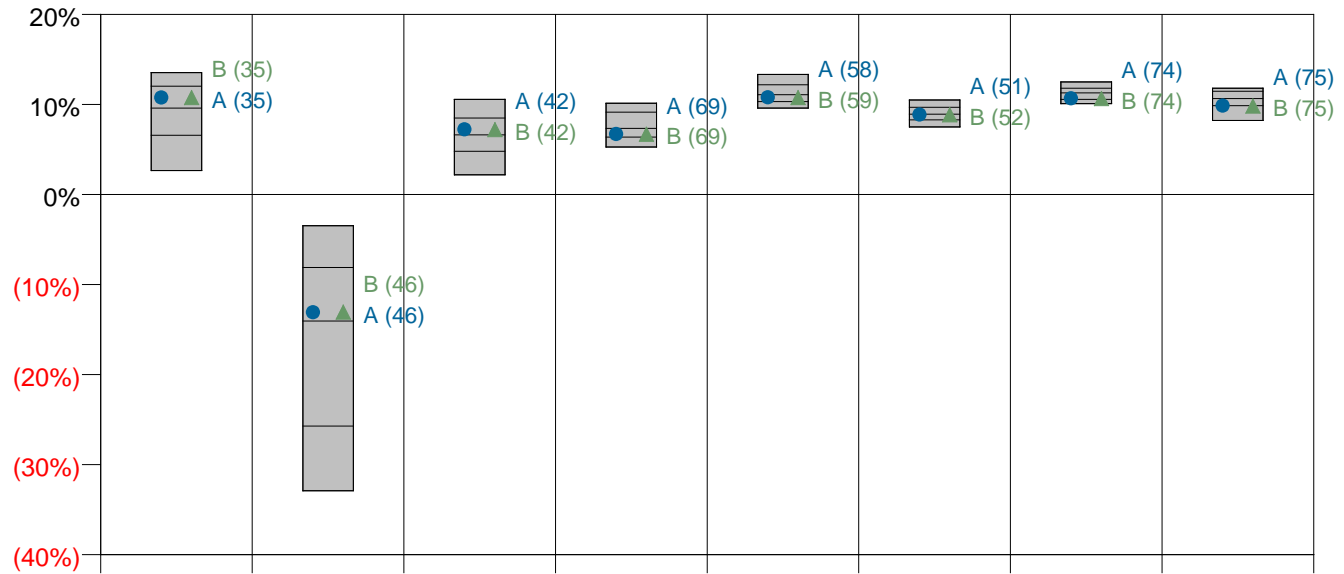 20%
10%
0%
(10%)
(20%)
(30%)
(40%)
B (35)
A (35)
B (46)
A (46)
A (42)
B (42)
A (69)
B (69)
A (58)
B (59)
A (51)
B (52)
A (74)
B (74)
A (75)
B (75)